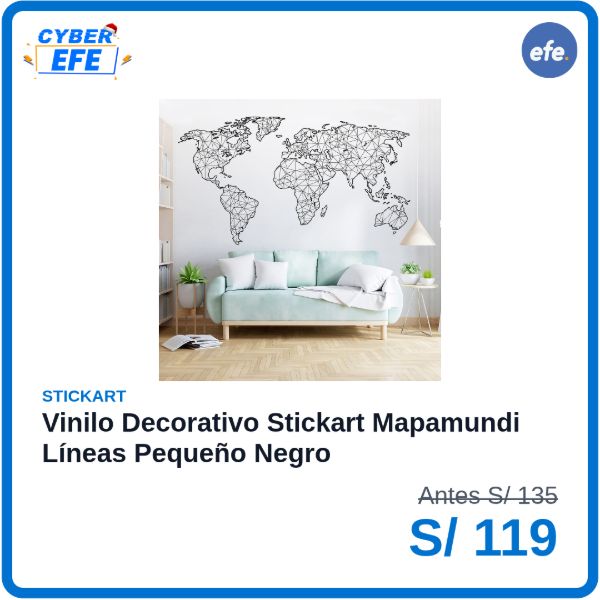 CYBER
EFE
efe.
STICKART
Vinilo Decorativo Stickart Mapamundi
Líneas Pequeño Negro
Antes S/ 135
S/ 119